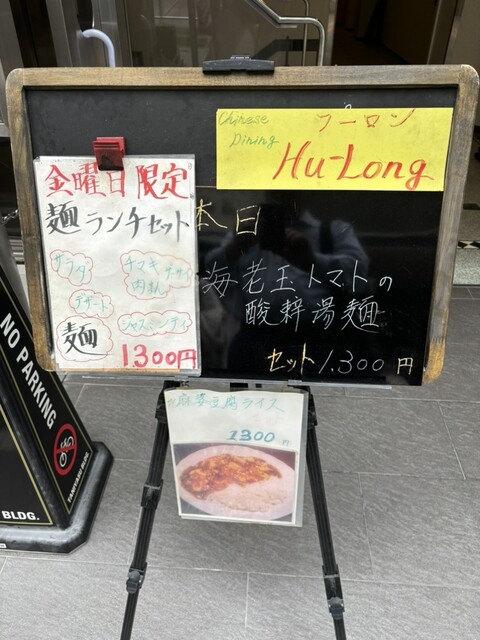 Chinese
Dining
フーロン
Hu-Long
金曜日限定
麺ランチセット
サラダ
チマキ
肉まん
デザート
ジャスミンティ
麺
1.300円
本日
海老玉トマトの
酸辣湯麺
セット 1.300円
麻婆豆腐ライス
1300円
NO PARKING
TANIYASU BLDG.
BLDG.